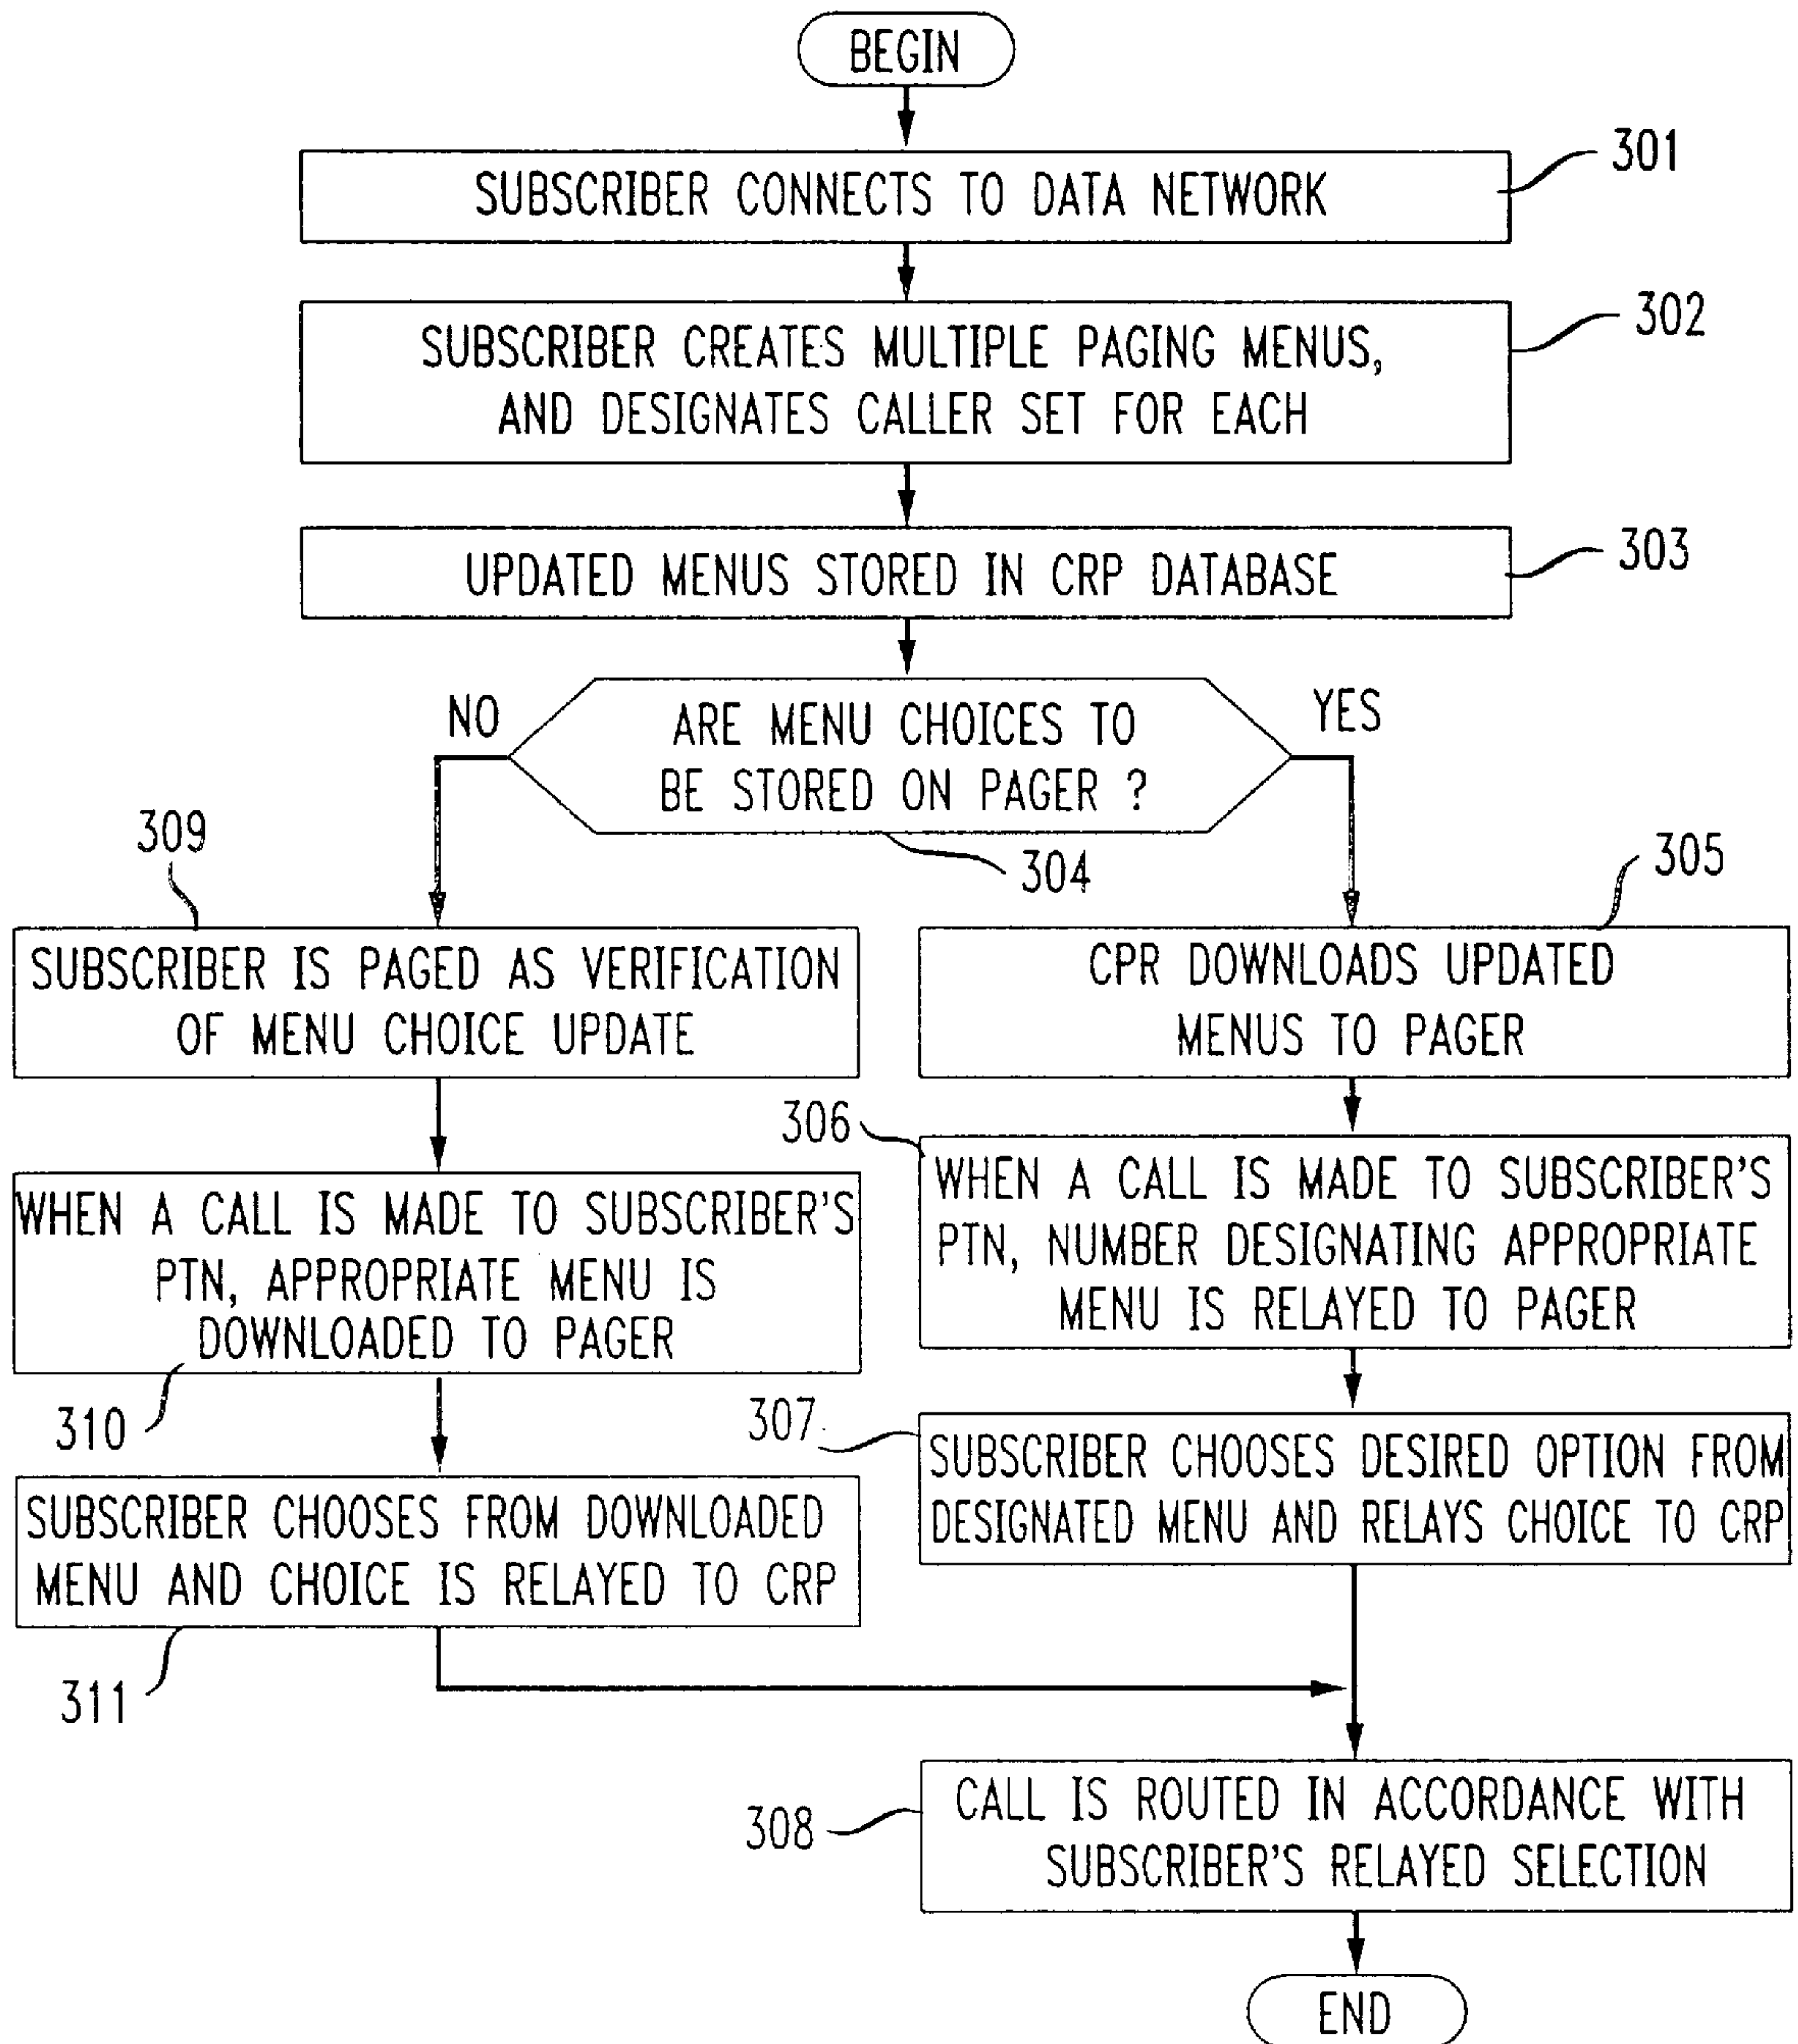 BEGIN
301
SUBSCRIBER CONNECTS TO DATA NETWORK
302
SUBSCRIBER CREATES MULTIPLE PAGING MENUS,
AND DESIGNATES CALLER SET FOR EACH
303
UPDATED MENUS STORED IN CRP DATABASE
NO
ARE MENU CHOICES TO
BE STORED ON PAGER ?
YES
304
309
SUBSCRIBER IS PAGED AS VERIFICATION
OF MENU CHOICE UPDATE
305
CPR DOWNLOADS UPDATED
MENUS TO PAGER
WHEN A CALL IS MADE TO SUBSCRIBER'S
PTN, APPROPRIATE MENU IS
DOWNLOADED TO PAGER
310
306
WHEN A CALL IS MADE TO SUBSCRIBER'S
PTN, NUMBER DESIGNATING APPROPRIATE
MENU IS RELAYED TO PAGER
SUBSCRIBER CHOOSES FROM DOWNLOADED
MENU AND CHOICE IS RELAYED TO CRP
311
307
SUBSCRIBER CHOOSES DESIRED OPTION FROM
DESIGNATED MENU AND RELAYS CHOICE TO CRP
308
CALL IS ROUTED IN ACCORDANCE WITH
SUBSCRIBER'S RELAYED SELECTION
END